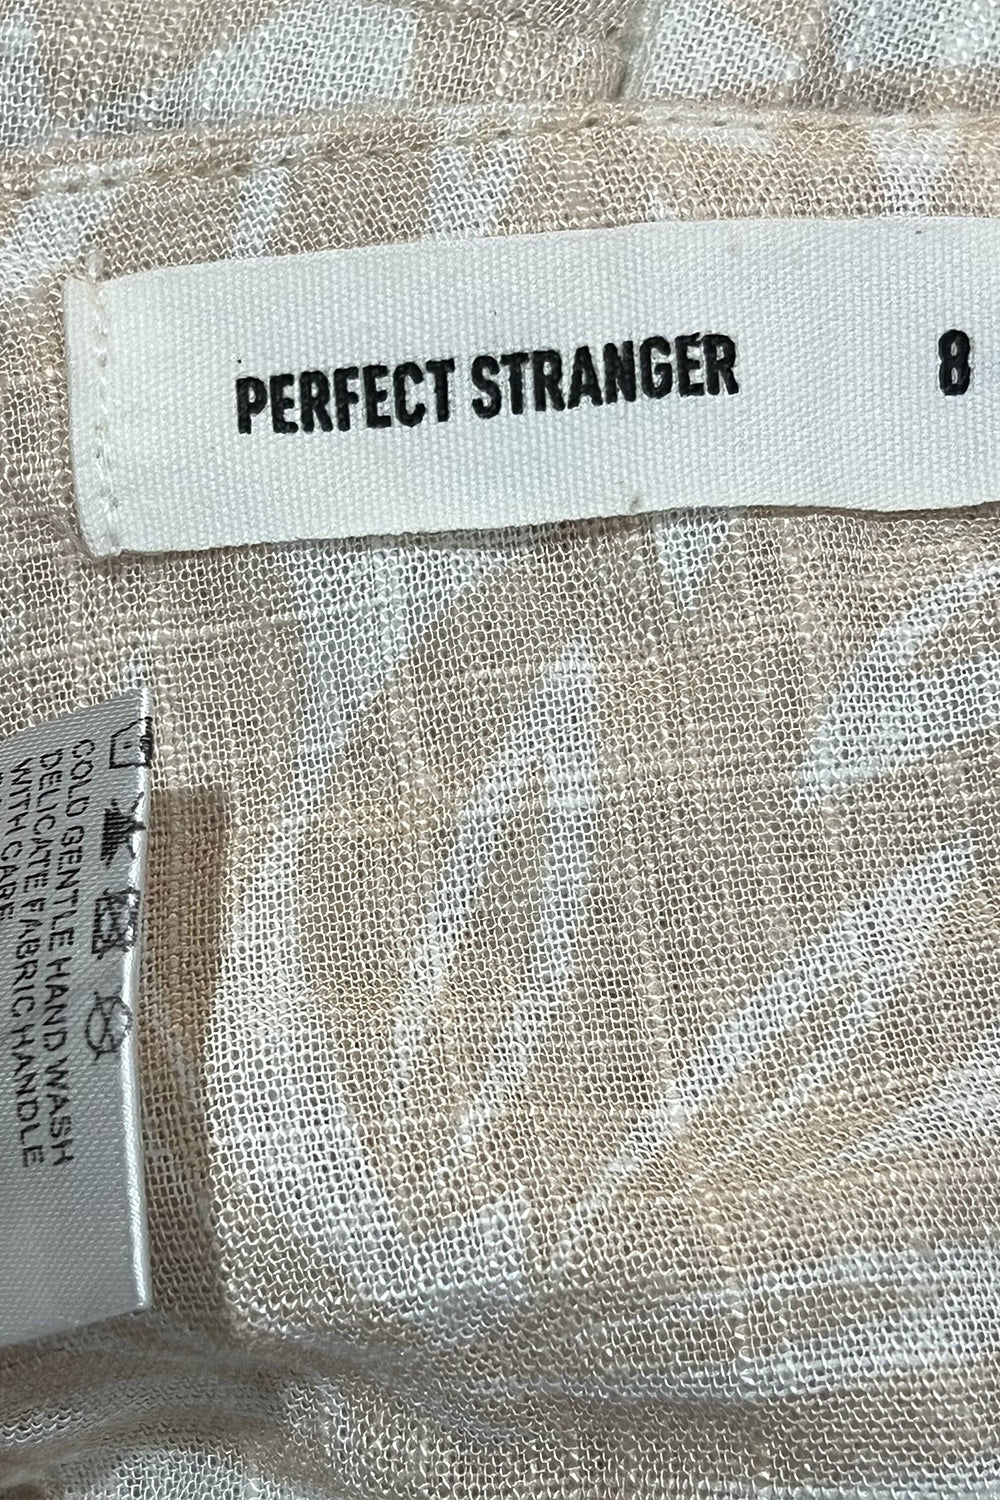 PERFECT STRANGER 8
COLD GENTLE HAND WASH
DELICATE FABRIC HANDLE
WITH CARE